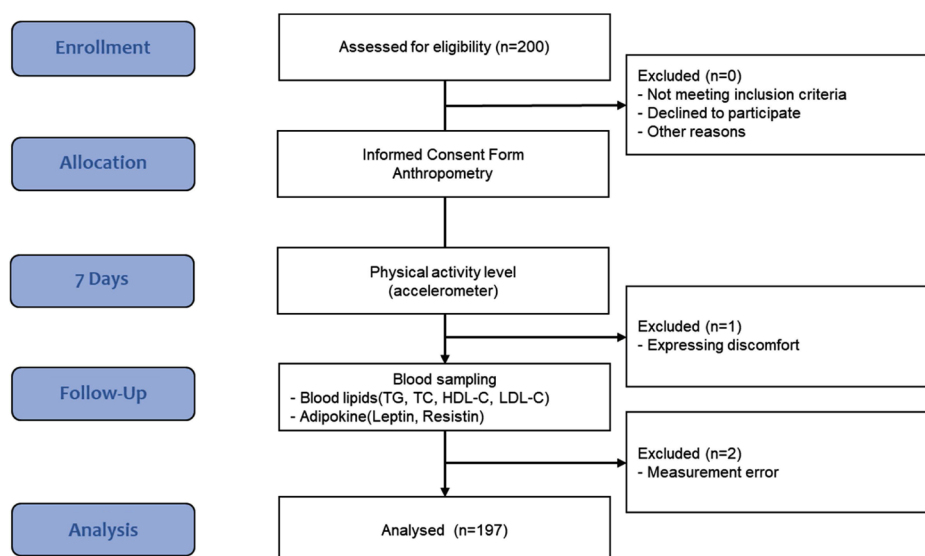 Enrollment
Assessed for eligibility (n=200)
Excluded (n=0)
- Not meeting inclusion criteria
- Declined to participate
- Other reasons
Allocation
Informed Consent Form
Anthropometry
7 Days
Physical activity level
(accelerometer)
Excluded (n=1)
- Expressing discomfort
Follow-Up
Blood sampling
- Blood lipids(TG, TC, HDL-C, LDL-C)
- Adipokine(Leptin, Resistin)
Excluded (n=2)
- Measurement error
Analysis
Analysed (n=197)